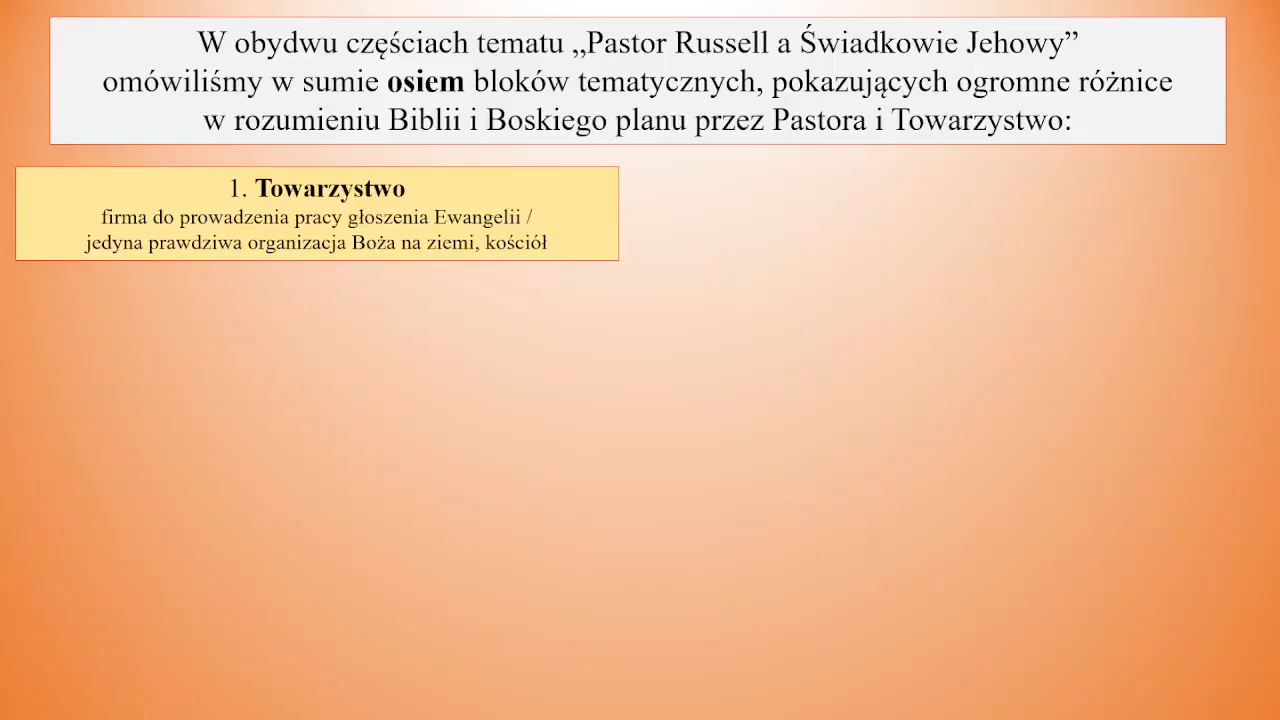 W obydwu częściach tematu „Pastor Russell a Świadkowie Jehowy”
omówiliśmy w sumie osiem bloków tematycznych, pokazujących ogromne różnice
w rozumieniu Biblii i Boskiego planu przez Pastora i Towarzystwo:
1. Towarzystwo
firma do prowadzenia pracy głoszenia Ewangelii /
jedyna prawdziwa organizacja Boża na ziemi, kościół